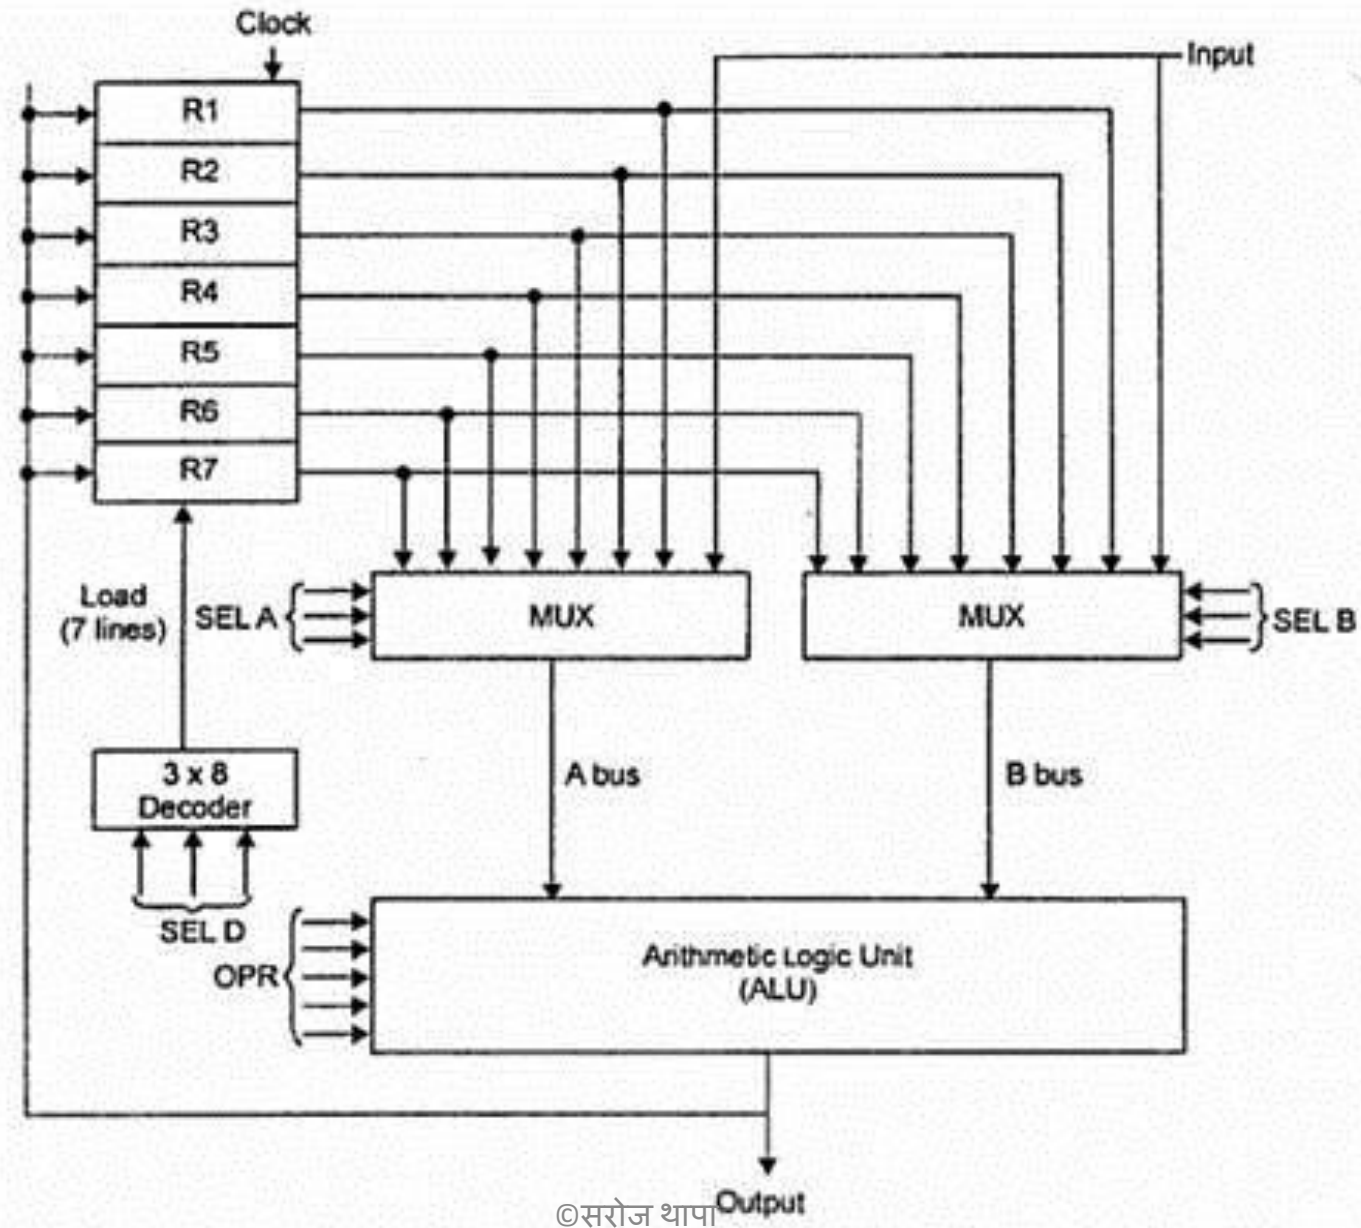 Clock
Input
R1
R2
R3
R4
R5
R6
R7
Load
(7 lines)
SEL A
MUX
MUX
SEL B
3 x 8
Decoder
A bus
B bus
SEL D
OPR
Arithmetic Logic Unit
(ALU)
Output
©सरोज थापा